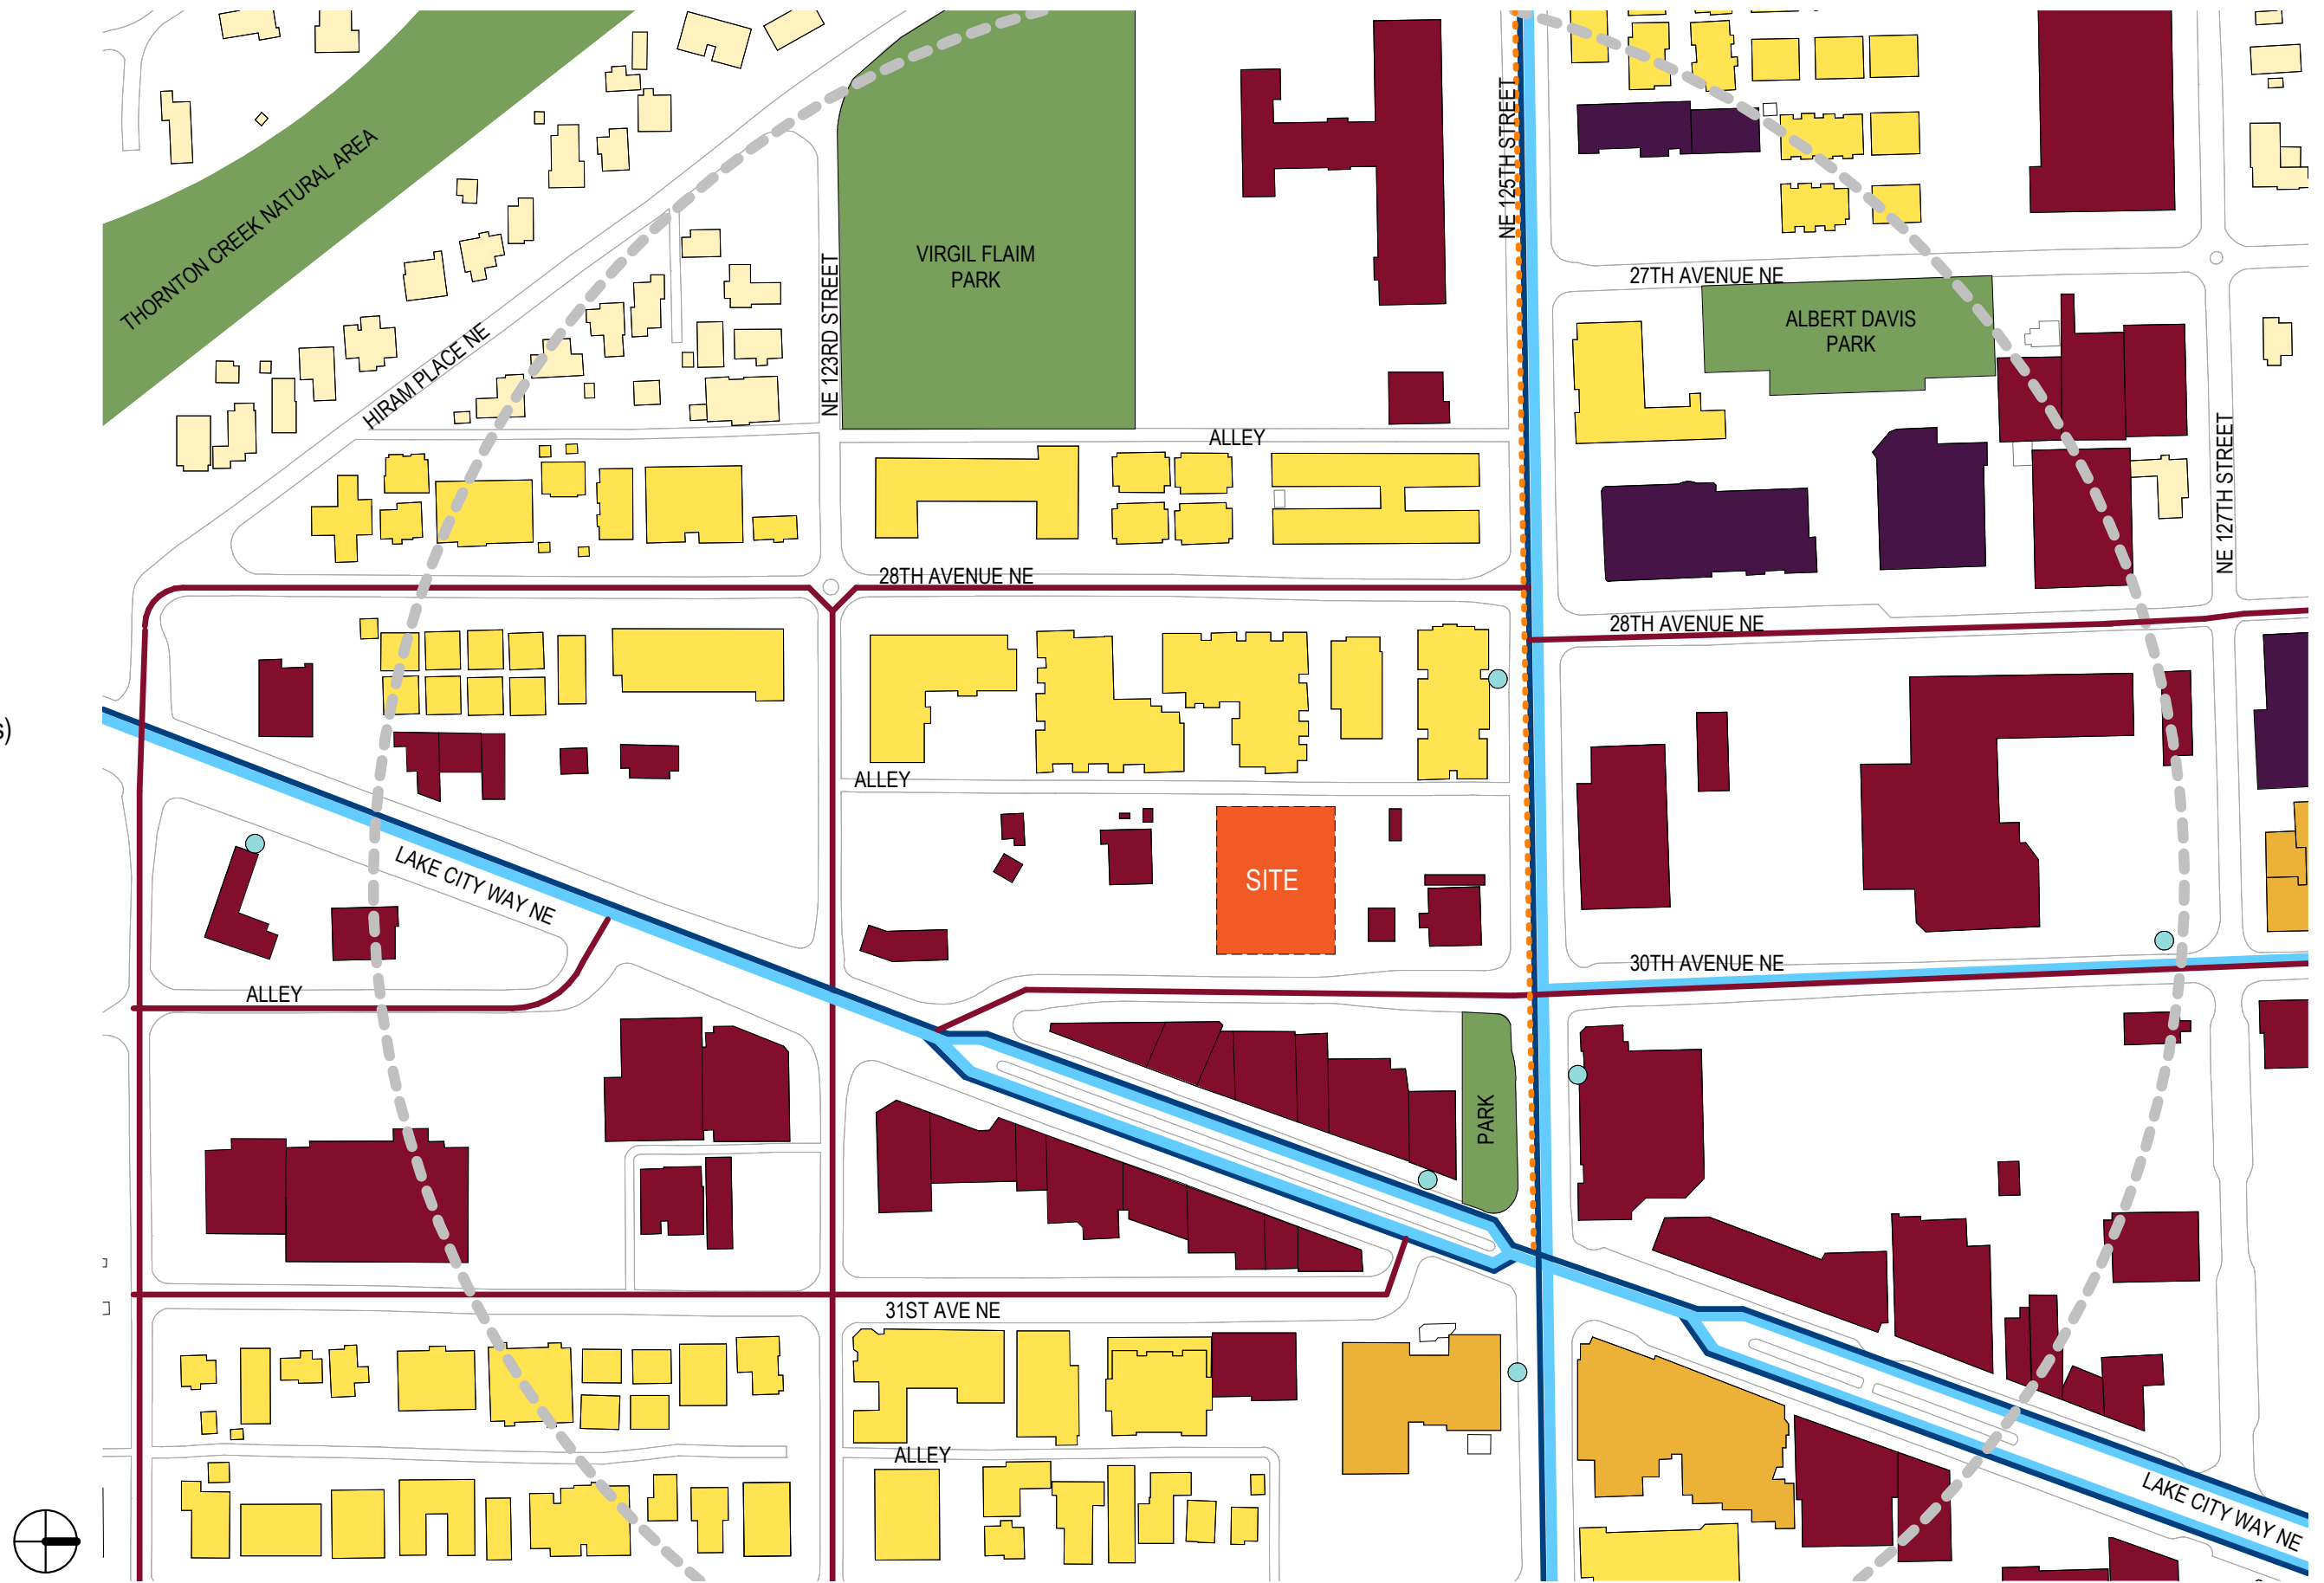 THORNTON CREEK NATURAL AREA
HIRAM PLACE NE
NE 123RD STREET
VIRGIL FLAIM
PARK
NE 125TH STREET
27TH AVENUE NE
ALBERT DAVIS
PARK
NE 127TH STREET
ALLEY
28TH AVENUE NE
28TH AVENUE NE
s)
ALLEY
LAKE CITY WAY NE
SITE
30TH AVENUE NE
ALLEY
PARK
31ST AVE NE
ALLEY
LAKE CITY WAY NE